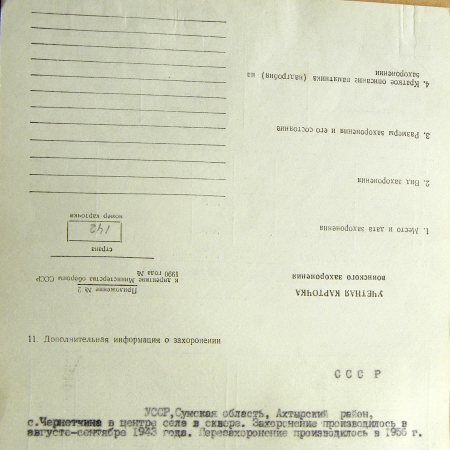 Приложение № 2
к директиве Министерства обороны СССР
1990 года №
страна
142
номер карточки
УЧЕТНАЯ КАРТОЧКА
воинского захоронения
1. Место и дата захоронения
2. Вид захоронения
3. Размеры захоронения и его состояние
4. Краткое описание памятника (надгробия) на
захоронении
11. Дополнительная информация о захоронении
С С С Р
УССР, Сумская область, Ахтырский район,
с.Чернетчина в центре села в сквере. Захоронение производилось в
августе-сентябре 1943 года. Перезахоронение производилось в 1956 г.